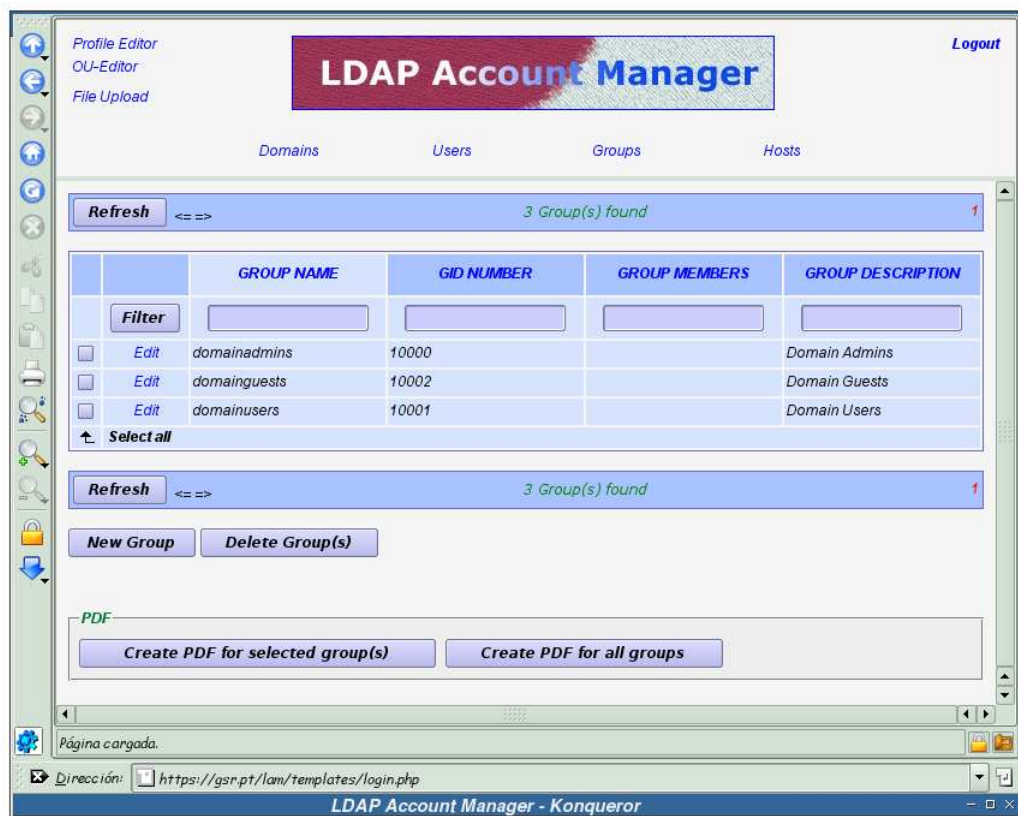 Profile Editor
OU-Editor
File Upload
LDAP Account Manager
Logout
Domains Users Groups Hosts
Refresh <= => 3 Group(s) found 1
GROUP NAME GID NUMBER GROUP MEMBERS GROUP DESCRIPTION
Filter
Edit domainadmins 10000 Domain Admins
Edit domainguests 10002 Domain Guests
Edit domainusers 10001 Domain Users
Select all
Refresh <= => 3 Group(s) found 1
New Group Delete Group(s)
PDF
Create PDF for selected group(s) Create PDF for all groups
Página cargada.
Dirección: https://gsr.pt/lam/templates/login.php
LDAP Account Manager - Konqueror